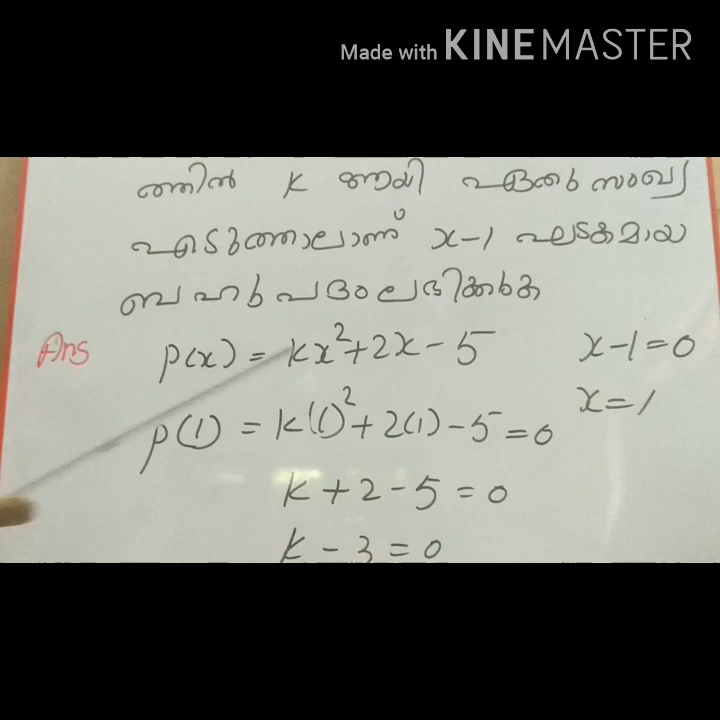 Made with KINEMASTER
ത്തിൽ K ആയി ഏതു സംഖ്യ
എടുത്താലാണ് x-1 ഘടകമായ
ബഹുപദം ലഭിക്കുക
Ans p(x) = kx²+2x-5 x-1=0
x=1
p(1) = k(1)²+2(1)-5=0
k+2-5=0
k-3=0